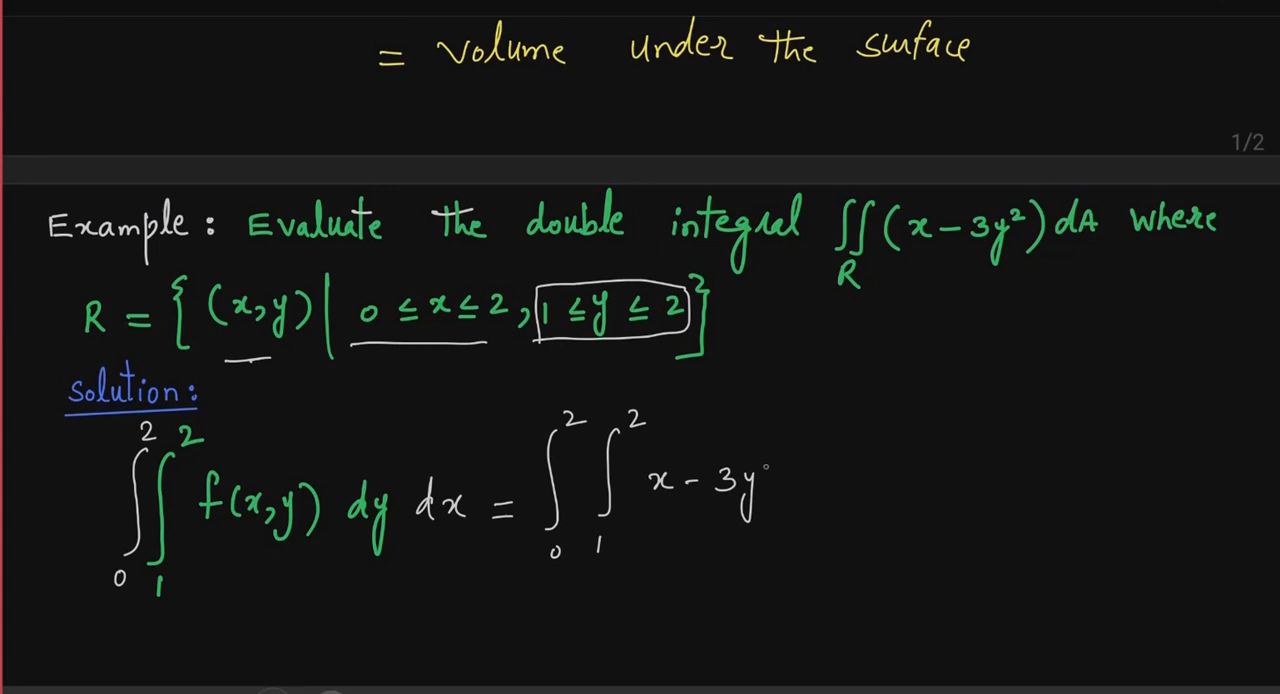 = volume under the surface
1/2
Example: Evaluate the double integral ∬_R (x - 3y²) dA where
R = { (x,y) | 0 ≤ x ≤ 2, 1 ≤ y ≤ 2 }
Solution:
∫₀² ∫₁² f(x,y) dy dx = ∫₀² ∫₁² x - 3y